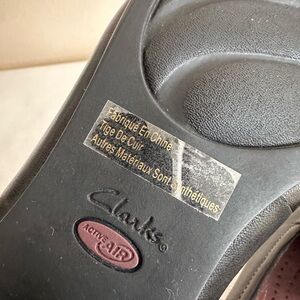 Fabriqué En Chine
Tige De Cuir
Autres Matériaux Sont Synthétiques
Clarks®
ACTIVE AIR